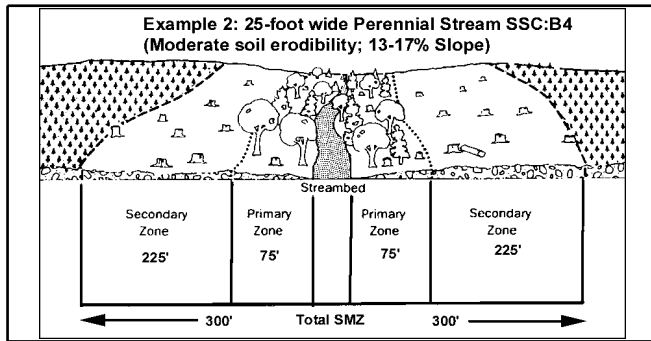 Example 2: 25-foot wide Perennial Stream SSC:B4
(Moderate soil erodibility; 13-17% Slope)
Streambed
Secondary Zone 225'
Primary Zone 75'
Primary Zone 75'
Secondary Zone 225'
300' Total SMZ 300'